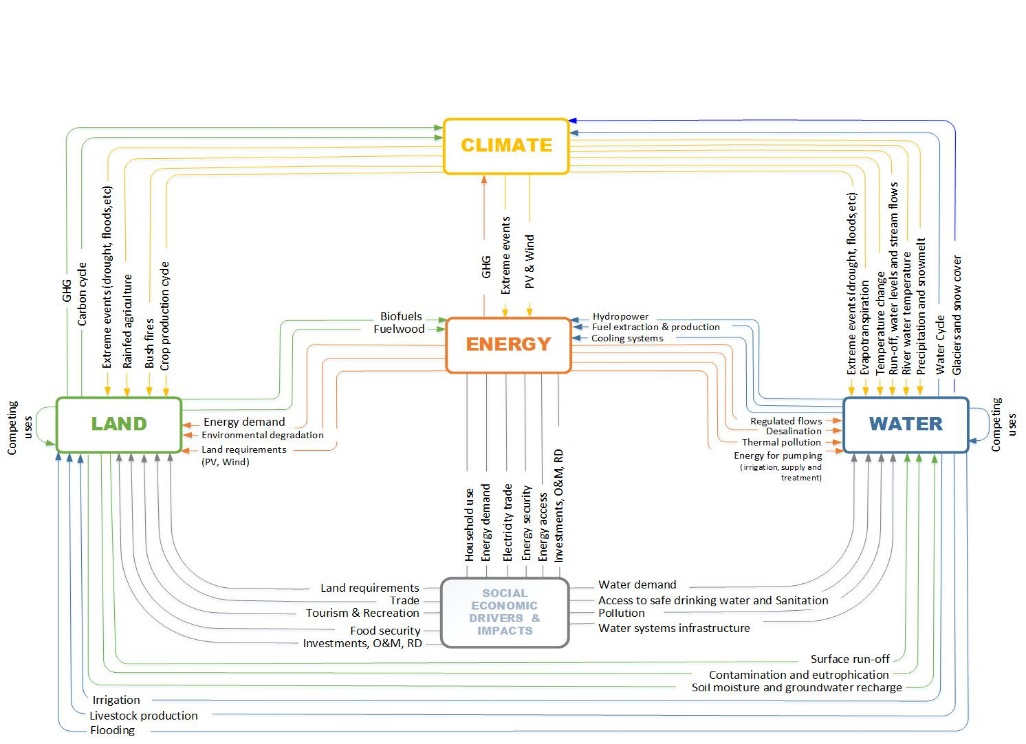 CLIMATE
GHG
Carbon cycle
Extreme events (drought, floods,etc)
Rainfed agriculture
Bush fires
Crop production cycle
GHG
Extreme events
PV & Wind
Extreme events (drought, floods,etc)
Evapotranspiration
Temperature change
Run-off, water levels and stream flows
River water temperature
Precipitation and snowmelt
Water Cycle
Glaciers and snow cover
Biofuels
Fuelwood
ENERGY
Hydropower
Fuel extraction & production
Cooling systems
Competing
uses
LAND
Energy demand
Environmental degradation
Land requirements
(PV, Wind)
Regulated flows
Desalination
Thermal pollution
Energy for pumping
(irrigation, supply and
treatment)
WATER
Competing
uses
Household use
Energy demand
Electricity trade
Energy security
Energy access
Investments, O&M, RD
Land requirements
Trade
Tourism & Recreation
Food security
Investments, O&M, RD
SOCIAL
ECONOMIC
DRIVERS &
IMPACTS
Water demand
Access to safe drinking water and Sanitation
Pollution
Water systems infrastructure
Surface run-off
Contamination and eutrophication
Soil moisture and groundwater recharge
Irrigation
Livestock production
Flooding